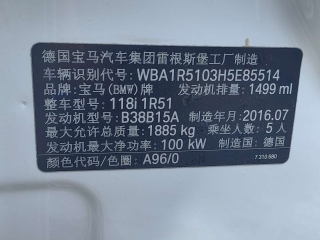 德国宝马汽车集团雷根斯堡工厂制造
车辆识别代号: WBA1R5103H5E85514
品牌: 宝马(BMW)牌 发动机排量: 1499 ml
整车型号: 118i 1R51
发动机型号: B38B15A 制造年月: 2016.07
最大允许总质量: 1885 kg 乘坐人数: 5 人
发动机最大净功率: 100 kW 制造国: 德国
颜色代码/色圈: A96/0 7 310 680